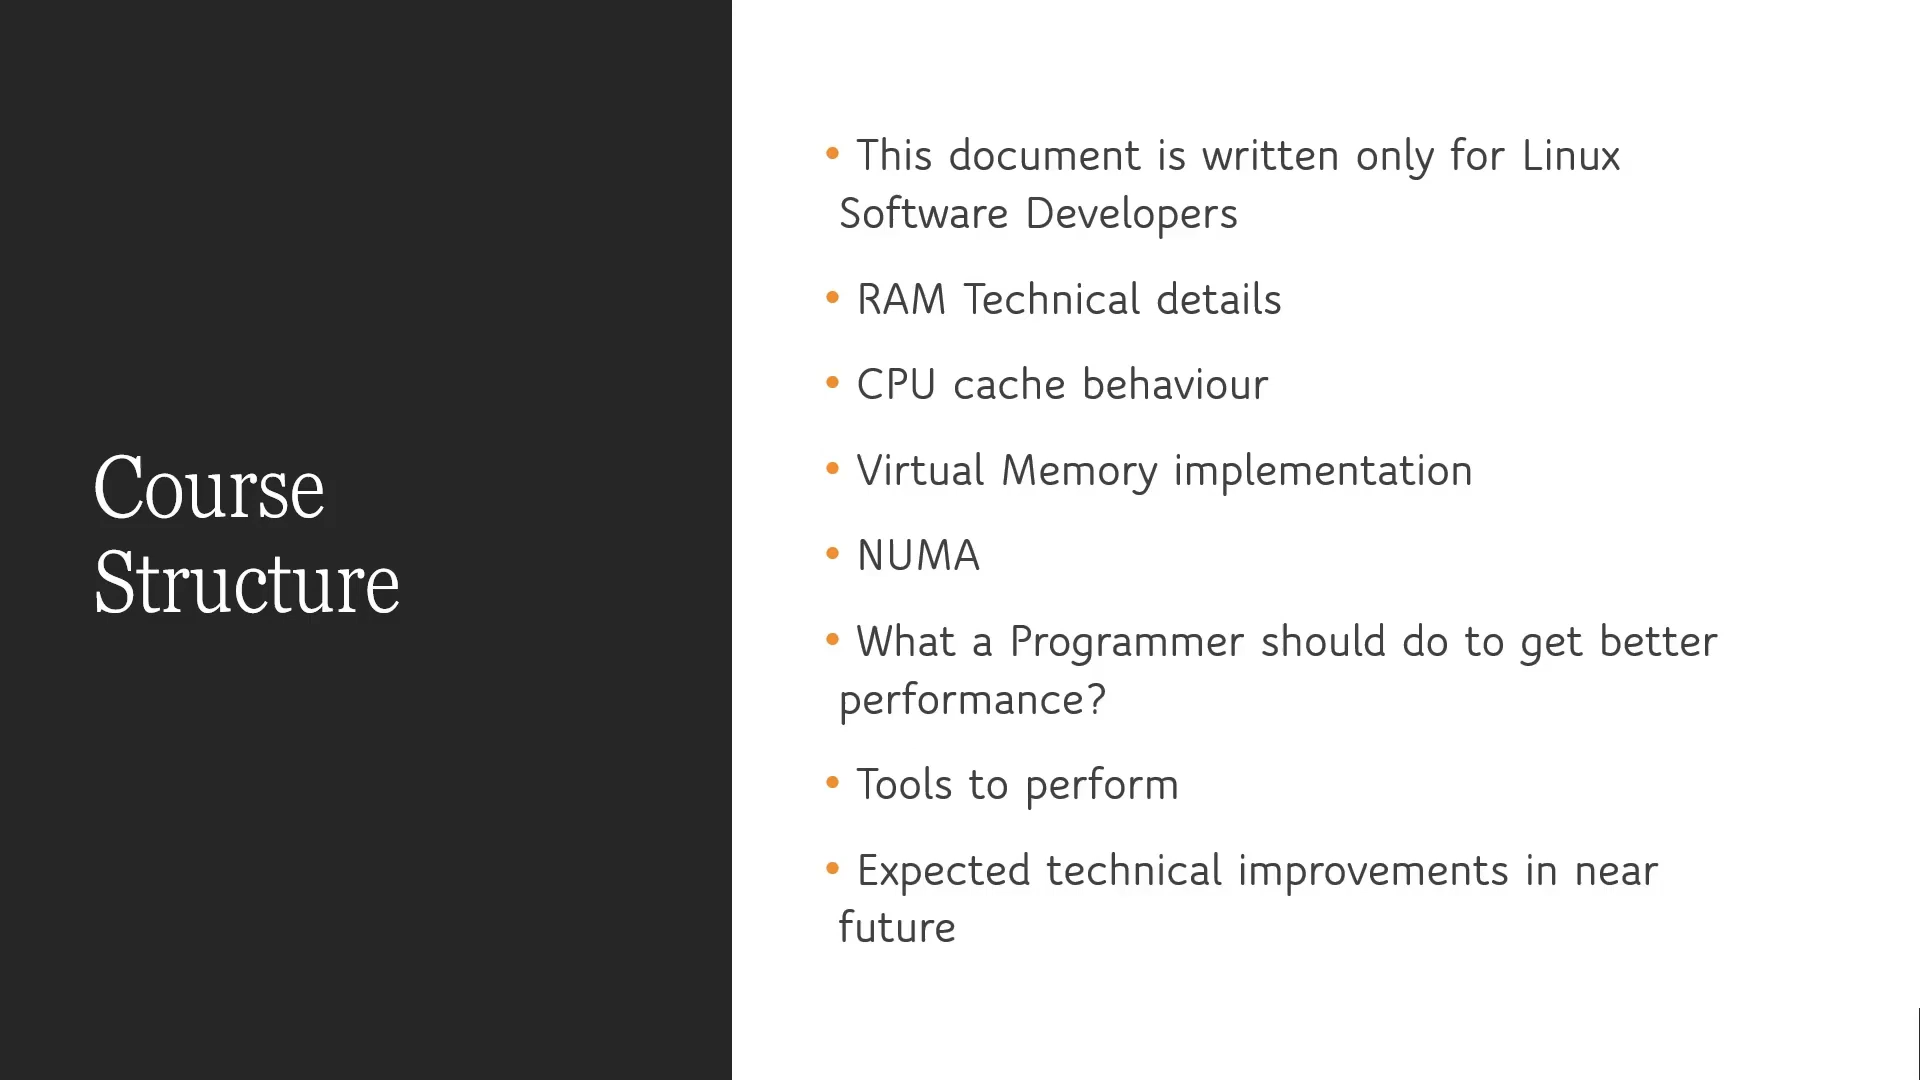 Course
Structure
• This document is written only for Linux
Software Developers
• RAM Technical details
• CPU cache behaviour
• Virtual Memory implementation
• NUMA
• What a Programmer should do to get better
performance?
• Tools to perform
• Expected technical improvements in near
future